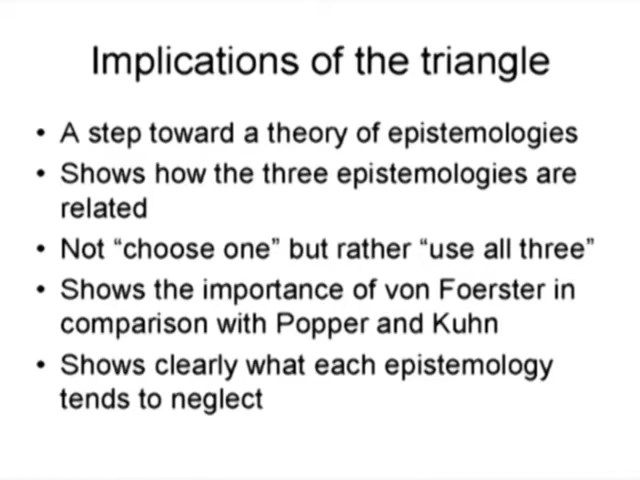 Implications of the triangle
• A step toward a theory of epistemologies
• Shows how the three epistemologies are
related
• Not “choose one” but rather “use all three”
• Shows the importance of von Foerster in
comparison with Popper and Kuhn
• Shows clearly what each epistemology
tends to neglect